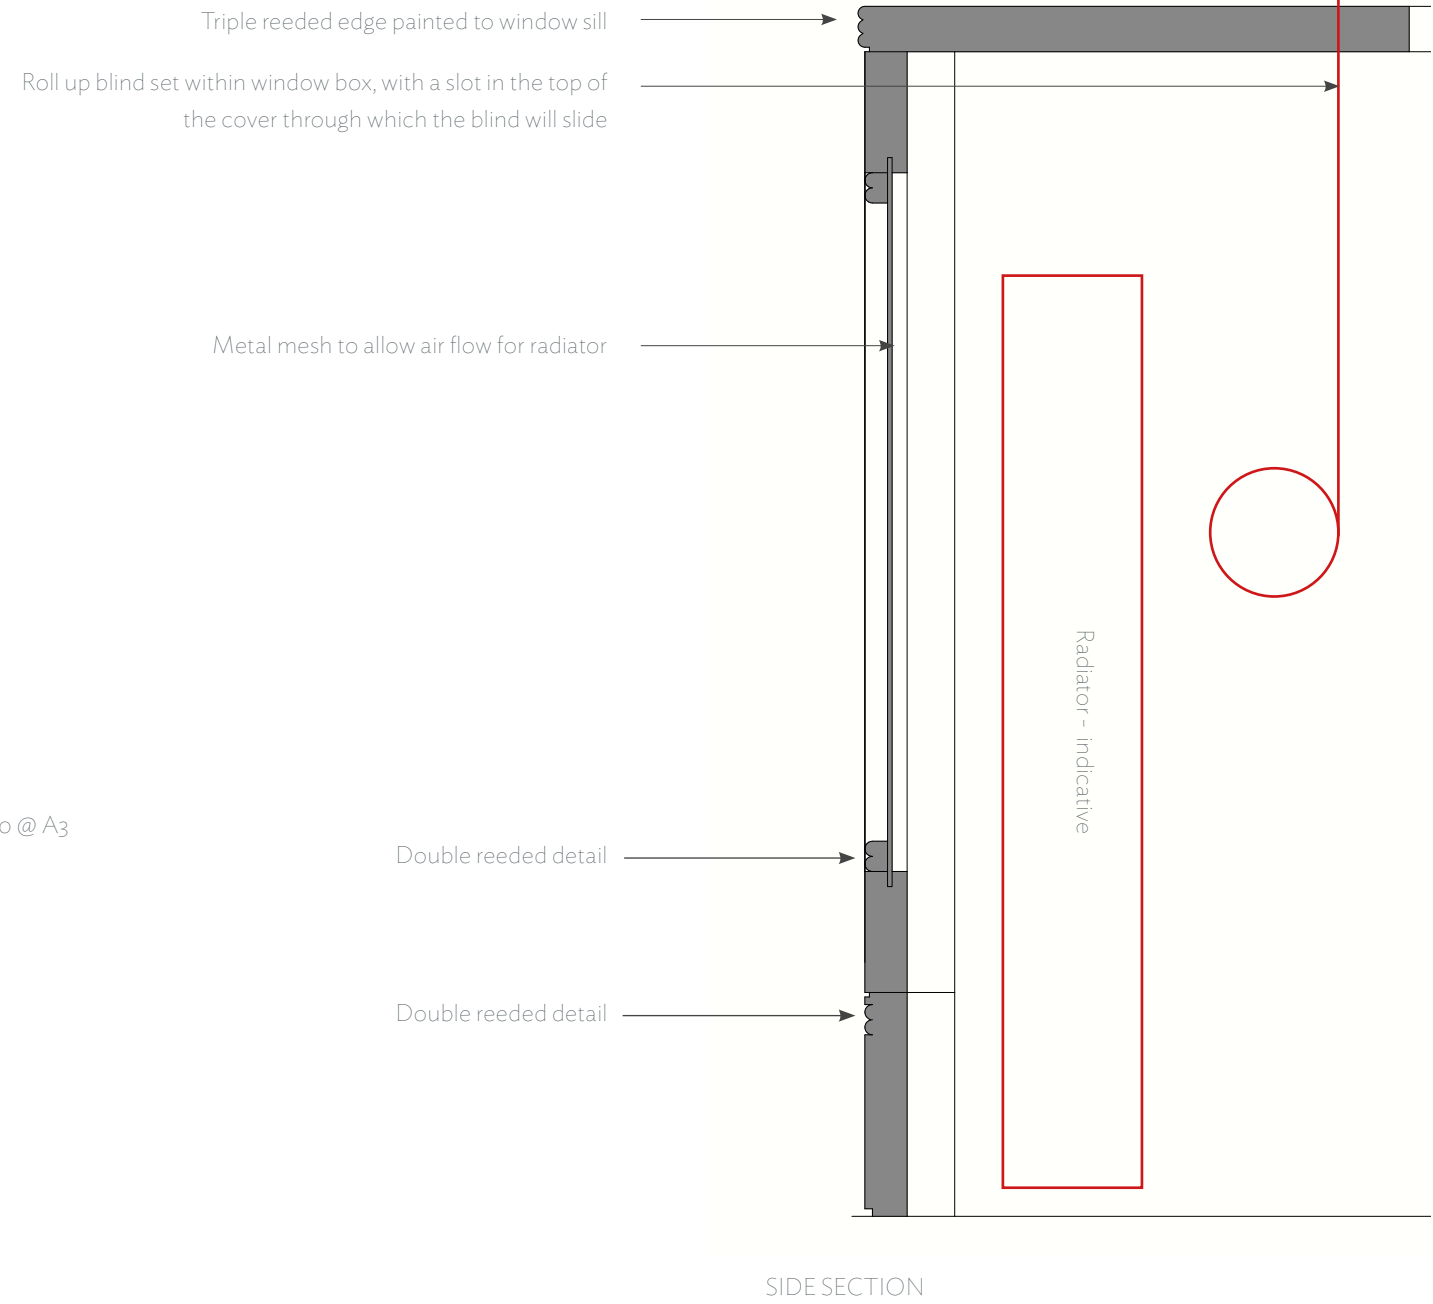 Triple reeded edge painted to window sill
Roll up blind set within window box, with a slot in the top of
the cover through which the blind will slide
Metal mesh to allow air flow for radiator
Radiator - indicative
0 @ A3
Double reeded detail
Double reeded detail
SIDE SECTION